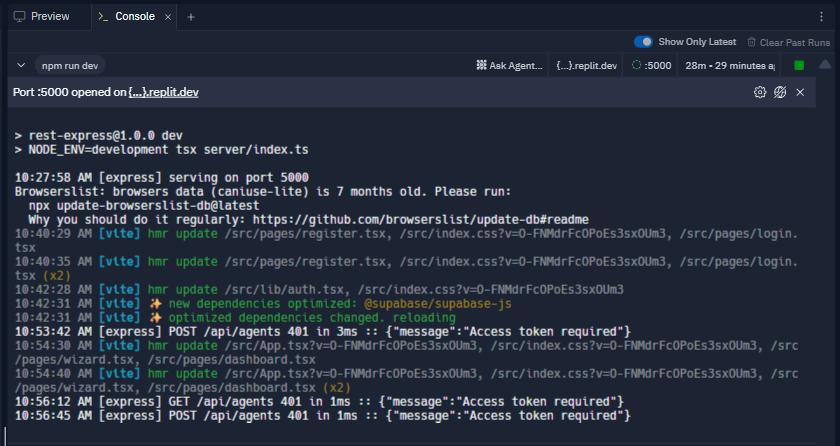 Preview
Console × +
Show Only Latest Clear Past Runs
npm run dev Ask Agent... {...}.replit.dev :5000 28m - 29 minutes a
Port :5000 opened on {...}.replit.dev
> rest-express@1.0.0 dev
> NODE_ENV=development tsx server/index.ts
10:27:58 AM [express] serving on port 5000
Browserslist: browsers data (caniuse-lite) is 7 months old. Please run:
npx update-browserslist-db@latest
Why you should do it regularly: https://github.com/browserslist/update-db#readme
10:40:29 AM [vite] hmr update /src/pages/register.tsx, /src/index.css?v=O-FNMdrFcOPoEs3sxOUm3, /src/pages/login.
tsx
10:40:35 AM [vite] hmr update /src/pages/register.tsx, /src/index.css?v=O-FNMdrFcOPoEs3sxOUm3, /src/pages/login.
tsx (x2)
10:42:28 AM [vite] hmr update /src/lib/auth.tsx, /src/index.css?v=O-FNMdrFcOPoEs3sxOUm3
10:42:31 AM [vite] ✨ new dependencies optimized: @supabase/supabase-js
10:42:31 AM [vite] ✨ optimized dependencies changed. reloading
10:53:42 AM [express] POST /api/agents 401 in 3ms :: {"message":"Access token required"}
10:54:30 AM [vite] hmr update /src/App.tsx?v=O-FNMdrFcOPoEs3sxOUm3, /src/index.css?v=O-FNMdrFcOPoEs3sxOUm3, /src
/pages/wizard.tsx, /src/pages/dashboard.tsx
10:54:40 AM [vite] hmr update /src/App.tsx?v=O-FNMdrFcOPoEs3sxOUm3, /src/index.css?v=O-FNMdrFcOPoEs3sxOUm3, /src
/pages/wizard.tsx, /src/pages/dashboard.tsx (x2)
10:56:12 AM [express] GET /api/agents 401 in 1ms :: {"message":"Access token required"}
10:56:45 AM [express] POST /api/agents 401 in 1ms :: {"message":"Access token required"}